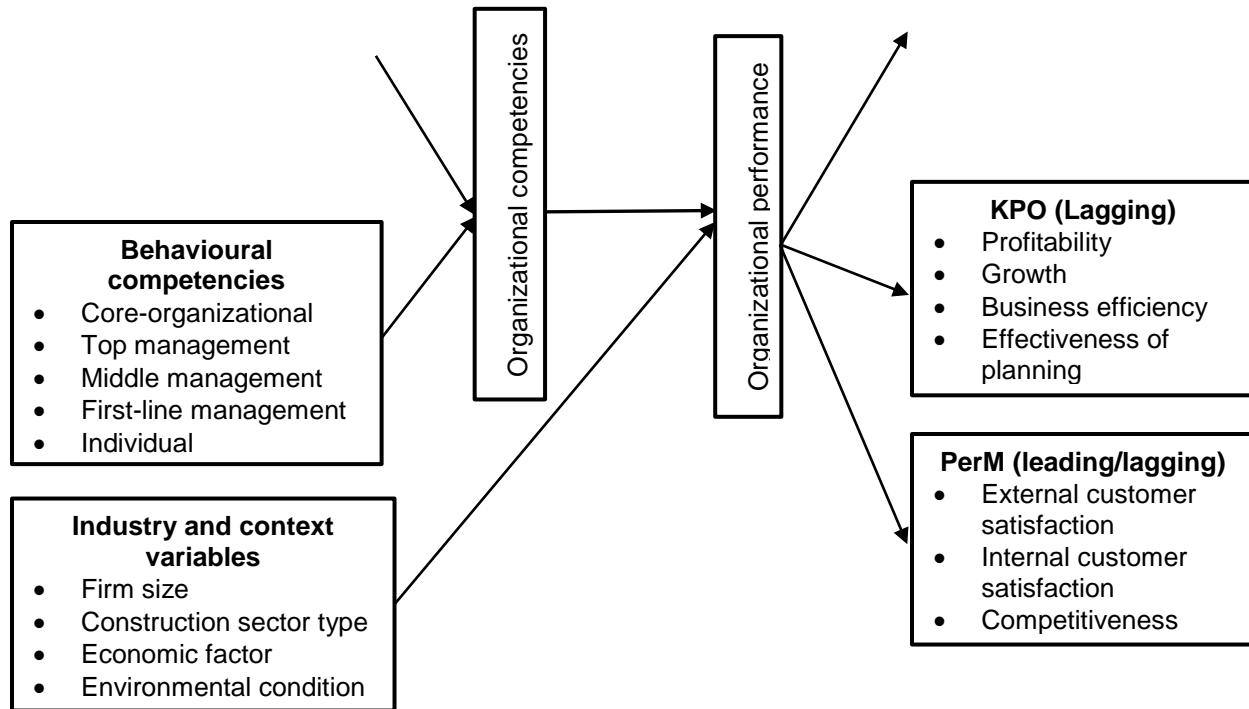 Behavioural
competencies
• Core-organizational
• Top management
• Middle management
• First-line management
• Individual
Industry and context
variables
• Firm size
• Construction sector type
• Economic factor
• Environmental condition
Organizational competencies
Organizational performance
KPO (Lagging)
• Profitability
• Growth
• Business efficiency
• Effectiveness of
planning
PerM (leading/lagging)
• External customer
satisfaction
• Internal customer
satisfaction
• Competitiveness